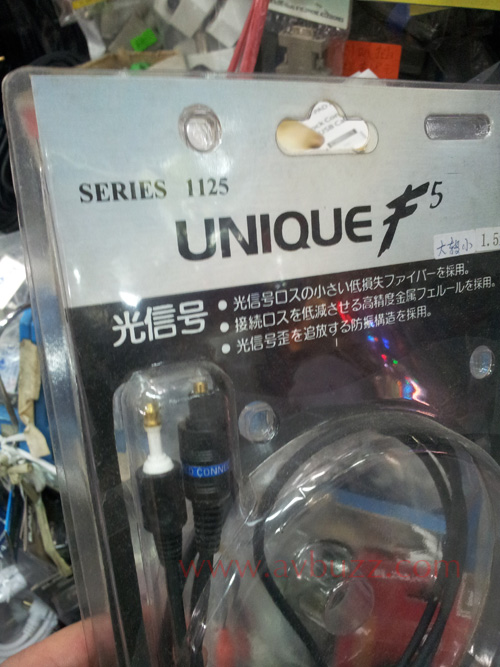 SERIES 1125
UNIQUE F5
大細小 1.5
光信号
• 光信号ロスの小さい低損失ファイバーを採用。
• 接続ロスを低減させる高精度金属フェルールを採用。
• 光信号歪を追放する防振構造を採用。
D CONNE
www.avbuzz.com